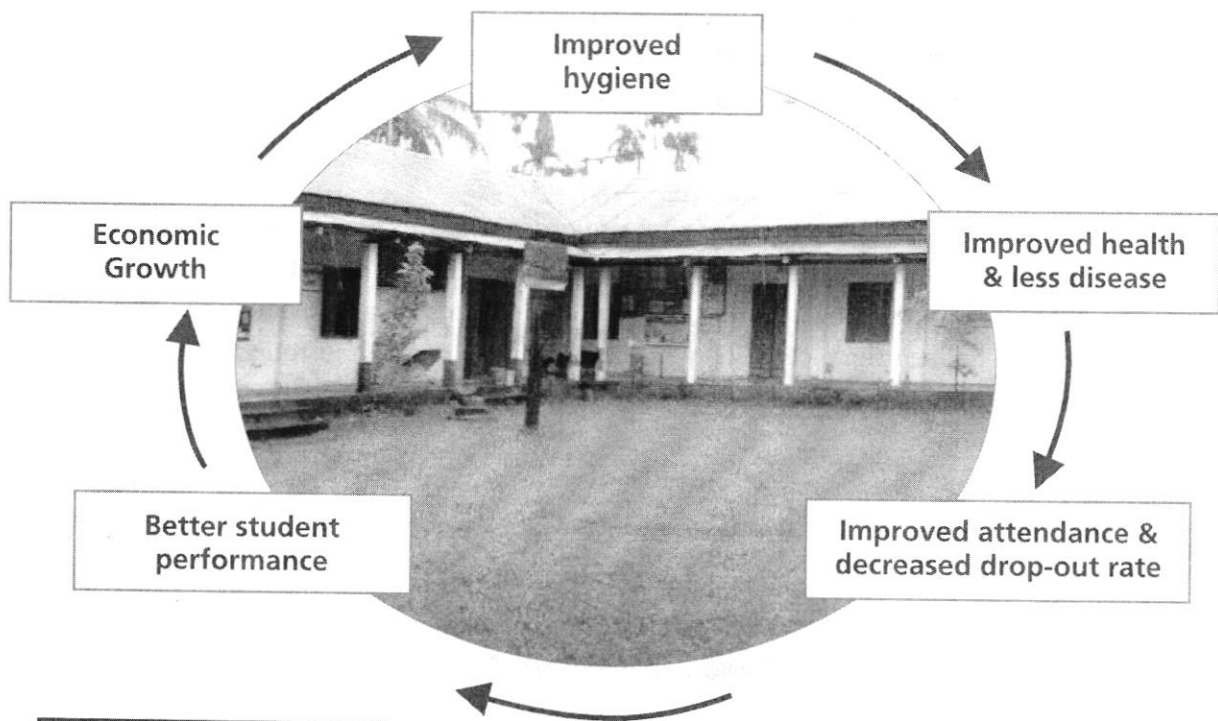 Improved
hygiene
Improved health
& less disease
Improved attendance &
decreased drop-out rate
Better student
performance
Economic
Growth